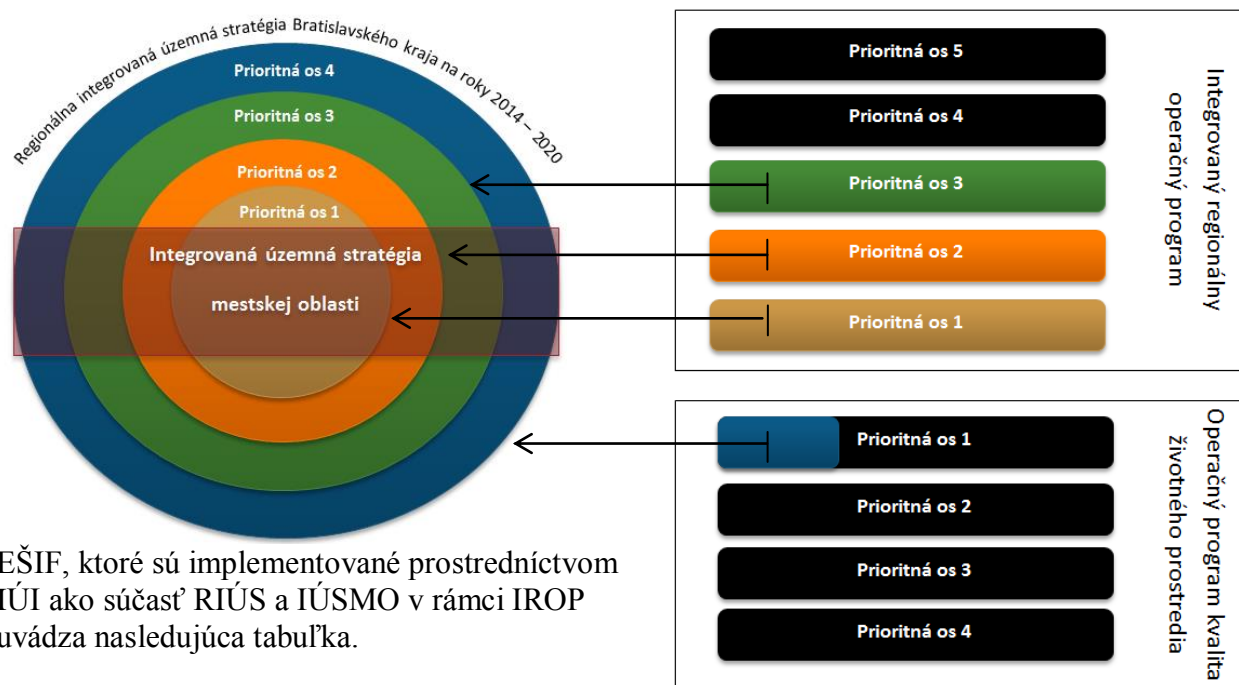 Regionálna integrovaná územná stratégia Bratislavského kraja na roky 2014 – 2020
Prioritná os 4
Prioritná os 3
Prioritná os 2
Prioritná os 1
Integrovaná územná stratégia
mestskej oblasti
Prioritná os 5
Prioritná os 4
Prioritná os 3
Prioritná os 2
Prioritná os 1
Integrovaný regionálny
operačný program
Prioritná os 1
Prioritná os 2
Prioritná os 3
Prioritná os 4
Operačný program kvalita
životného prostredia
EŠIF, ktoré sú implementované prostredníctvom
IÚI ako súčasť RIÚS a IÚSMO v rámci IROP
uvádza nasledujúca tabuľka.